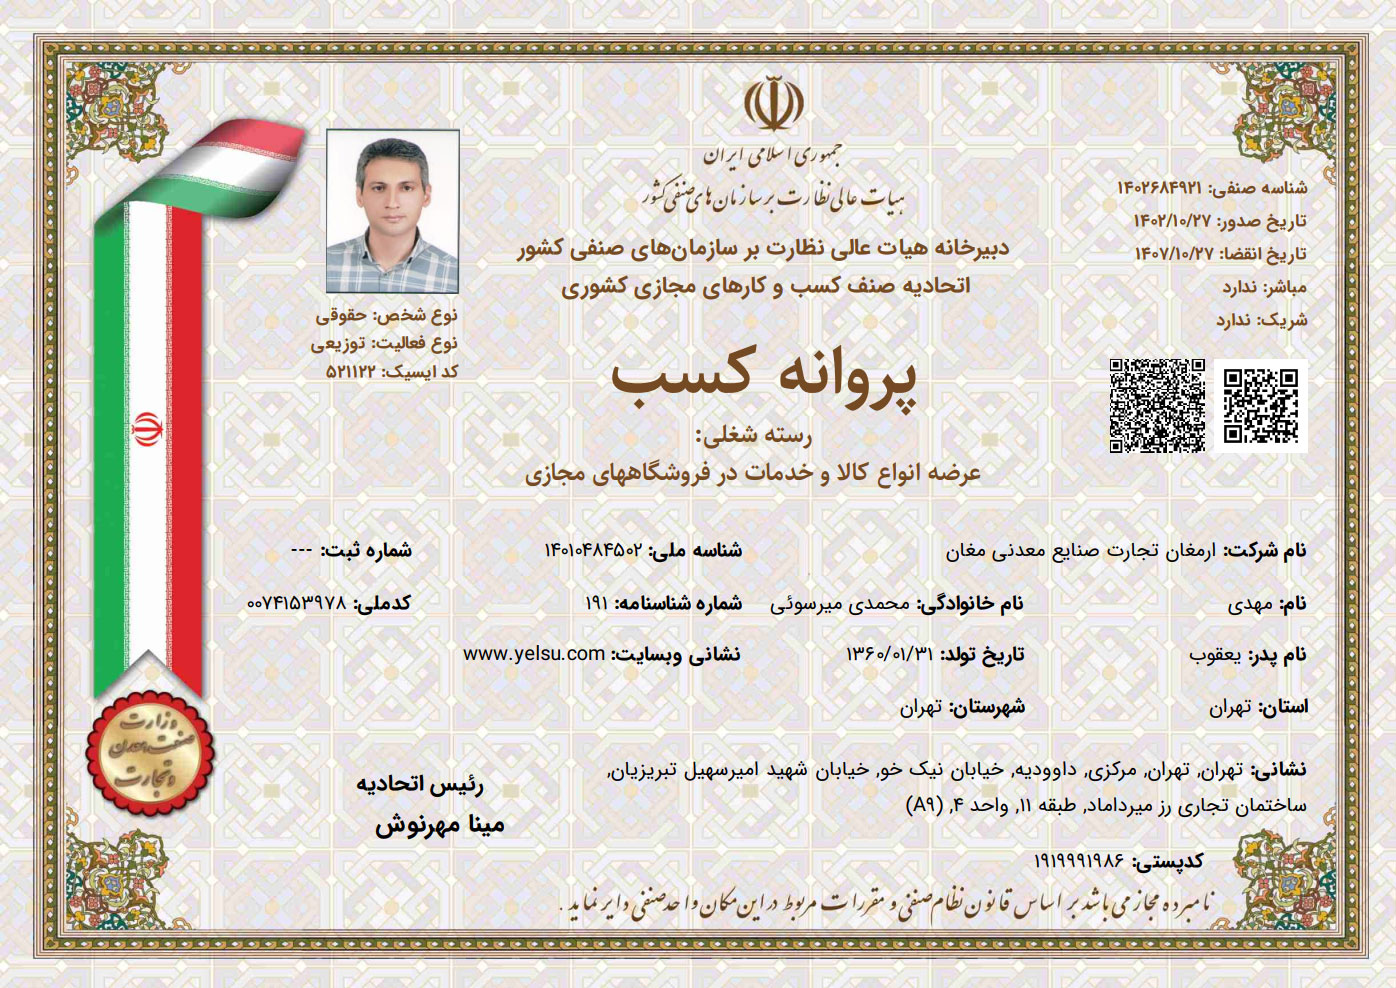 جمهوری اسلامی ایران
هیات عالی نظارت بر سازمان های صنفی کشور
دبیرخانه هیات عالی نظارت بر سازمان‌های صنفی کشور
اتحادیه صنف کسب و کارهای مجازی کشوری
شناسه صنفی: ۱۴۰۲۶۸۴۹۲۱
تاریخ صدور: ۱۴۰۲/۱۰/۲۷
تاریخ انقضا: ۱۴۰۷/۱۰/۲۷
مباشر: ندارد
شریک: ندارد
نوع شخص: حقوقی
نوع فعالیت: توزیعی
کد ایسیک: ۵۲۱۱۲۲
پروانه کسب
رسته شغلی:
عرضه انواع کالا و خدمات در فروشگاههای مجازی
نام شرکت: ارمغان تجارت صنایع معدنی مغان شناسه ملی: ۱۴۰۱۰۴۸۴۵۰۲ شماره ثبت: ---
نام: مهدی نام خانوادگی: محمدی میرسوئی شماره شناسنامه: ۱۹۱ کدملی: ۰۰۷۴۱۵۳۹۷۸
نام پدر: یعقوب تاریخ تولد: ۱۳۶۰/۰۱/۳۱ نشانی وبسایت: www.yelsu.com
استان: تهران شهرستان: تهران
نشانی: تهران, تهران, مرکزی, داوودیه, خیابان نیک خو, خیابان شهید امیرسهیل تبریزیان,
ساختمان تجاری رز میرداماد, طبقه ۱۱, واحد ۴, (A۹)
کدپستی: ۱۹۱۹۹۹۱۹۸۶
رئیس اتحادیه
مینا مهرنوش
وزارت
صنعت، معدن
و تجارت
نامبرده مجاز می باشد بر اساس قانون نظام صنفی و مقررات مربوط در این مکان واحد صنفی دایر نماید .